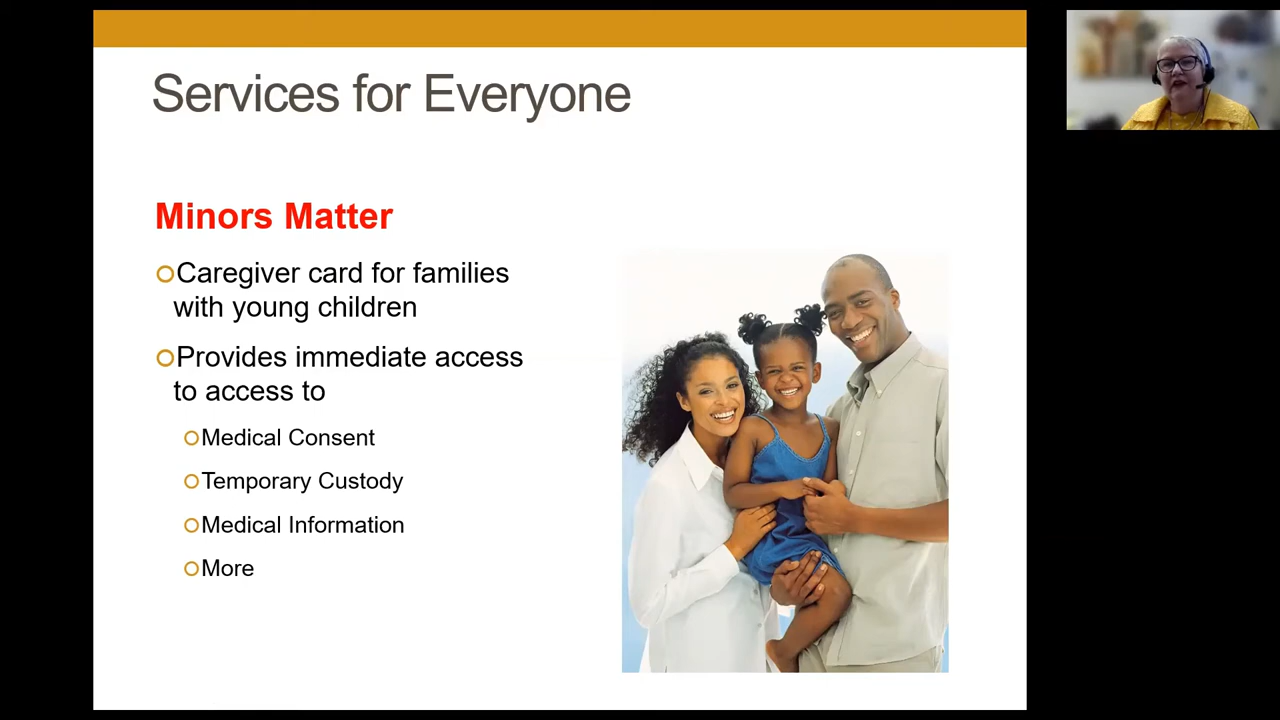 Services for Everyone
Minors Matter
Caregiver card for families
with young children
Provides immediate access
to access to
Medical Consent
Temporary Custody
Medical Information
More